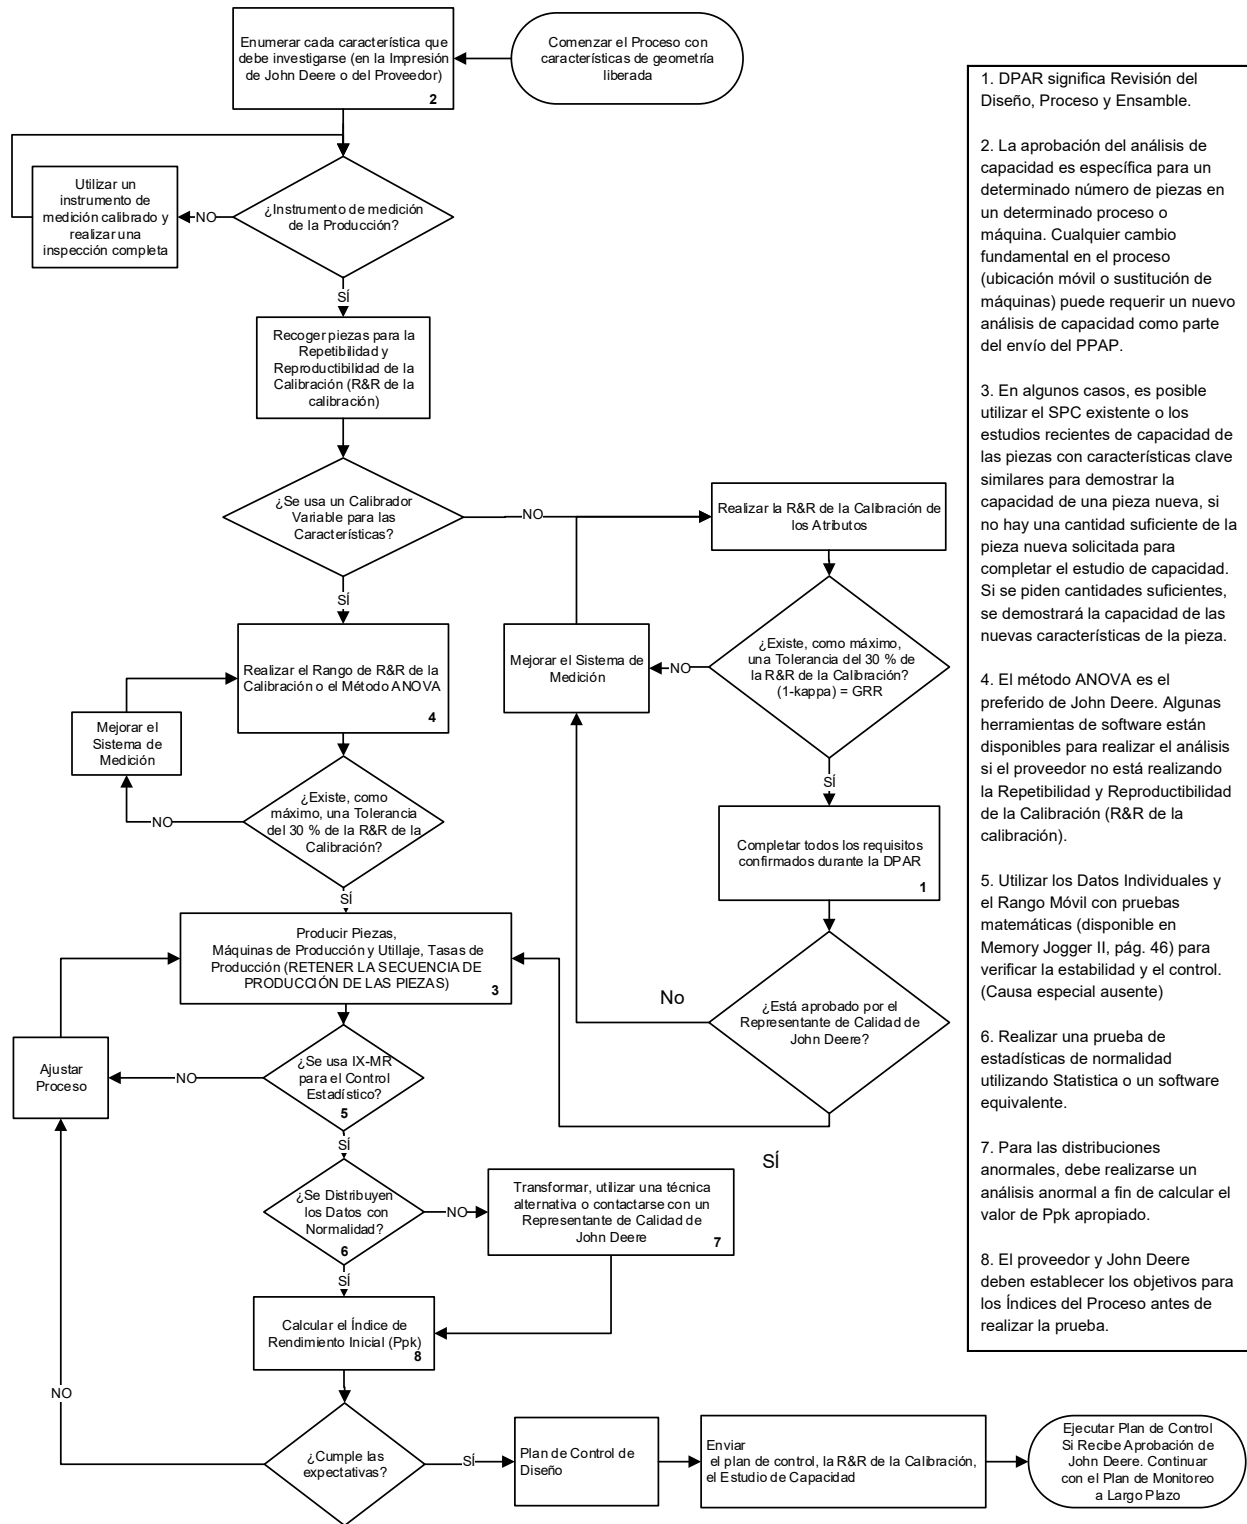 Comenzar el Proceso con
características de geometría
liberada
Enumerar cada característica que
debe investigarse (en la Impresión
de John Deere o del Proveedor)
2
¿Instrumento de medición
de la Producción?
NO
Utilizar un
instrumento de
medición calibrado y
realizar una
inspección completa
SÍ
Recoger piezas para la
Repetibilidad y
Reproductibilidad de la
Calibración (R&R de la
calibración)
¿Se usa un Calibrador
Variable para las
Características?
NO
Realizar la R&R de la Calibración de
los Atributos
¿Existe, como máximo,
una Tolerancia del 30 % de
la R&R de la Calibración?
(1-kappa) = GRR
NO
Mejorar el Sistema de
Medición
SÍ
Completar todos los requisitos
confirmados durante la DPAR
1
¿Está aprobado por el
Representante de Calidad de
John Deere?
No
SÍ
SÍ
Realizar el Rango de R&R de la
Calibración o el Método ANOVA
4
Mejorar el
Sistema de
Medición
¿Existe, como
máximo, una Tolerancia
del 30 % de la R&R de la
Calibración?
NO
SÍ
Producir Piezas,
Máquinas de Producción y Utillaje, Tasas de
Producción (RETENER LA SECUENCIA DE
PRODUCCIÓN DE LAS PIEZAS)
3
¿Se usa IX-MR
para el Control
Estadístico?
5
NO
Ajustar
Proceso
SÍ
¿Se Distribuyen
los Datos con
Normalidad?
6
NO
Transformar, utilizar una técnica
alternativa o contactarse con un
Representante de Calidad de
John Deere
7
SÍ
Calcular el Índice de
Rendimiento Inicial (Ppk)
8
NO
¿Cumple las
expectativas?
SÍ
Plan de Control de
Diseño
Enviar
el plan de control, la R&R de la Calibración,
el Estudio de Capacidad
Ejecutar Plan de Control
Si Recibe Aprobación de
John Deere. Continuar
con el Plan de Monitoreo
a Largo Plazo
1. DPAR significa Revisión del
Diseño, Proceso y Ensamble.
2. La aprobación del análisis de
capacidad es específica para un
determinado número de piezas en
un determinado proceso o
máquina. Cualquier cambio
fundamental en el proceso
(ubicación móvil o sustitución de
máquinas) puede requerir un nuevo
análisis de capacidad como parte
del envío del PPAP.
3. En algunos casos, es posible
utilizar el SPC existente o los
estudios recientes de capacidad de
las piezas con características clave
similares para demostrar la
capacidad de una pieza nueva, si
no hay una cantidad suficiente de la
pieza nueva solicitada para
completar el estudio de capacidad.
Si se piden cantidades suficientes,
se demostrará la capacidad de las
nuevas características de la pieza.
4. El método ANOVA es el
preferido de John Deere. Algunas
herramientas de software están
disponibles para realizar el análisis
si el proveedor no está realizando
la Repetibilidad y Reproductibilidad
de la Calibración (R&R de la
calibración).
5. Utilizar los Datos Individuales y
el Rango Móvil con pruebas
matemáticas (disponible en
Memory Jogger II, pág. 46) para
verificar la estabilidad y el control.
(Causa especial ausente)
6. Realizar una prueba de
estadísticas de normalidad
utilizando Statistica o un software
equivalente.
7. Para las distribuciones
anormales, debe realizarse un
análisis anormal a fin de calcular el
valor de Ppk apropiado.
8. El proveedor y John Deere
deben establecer los objetivos para
los Índices del Proceso antes de
realizar la prueba.